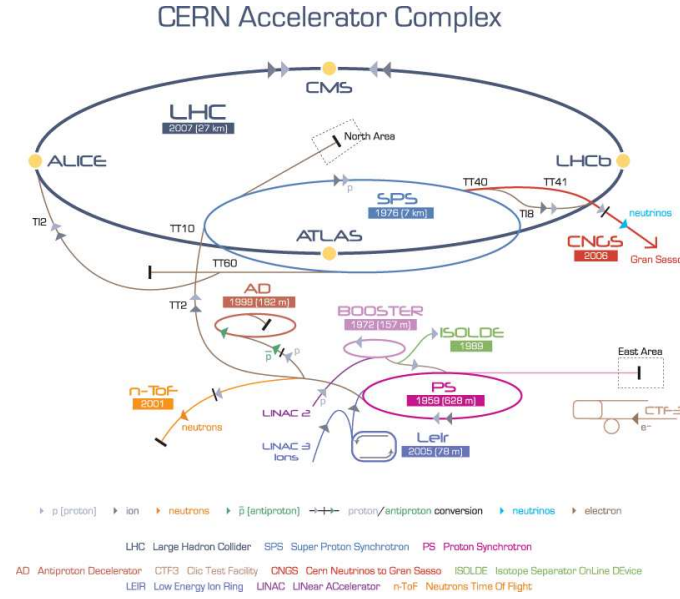 CERN Accelerator Complex
CMS
LHC
2007 (27 km)
North Area
ALICE
LHCb
TT40
TT41
SPS
1976 (7 km)
p
TI2
TT10
TI8
neutrinos
ATLAS
CNGS
2006
Gran Sasso
TT60
AD
1999 (182 m)
TT2
BOOSTER
1972 (157 m)
ISOLDE
1989
p
p̅
East Area
n-ToF
2001
PS
1959 (628 m)
LINAC 2
p
neutrons
CTF-3
e-
LINAC 3
Ions
LeIr
2005 (78 m)
p (proton) ion neutrons p̅ (antiproton) proton/antiproton conversion neutrinos electron
LHC Large Hadron Collider SPS Super Proton Synchrotron PS Proton Synchrotron
AD Antiproton Decelerator CTF3 Clic Test Facility CNGS Cern Neutrinos to Gran Sasso ISOLDE Isotope Separator OnLine DEvice
LEIR Low Energy Ion Ring LINAC LINear ACcelerator n-ToF Neutrons Time Of Flight